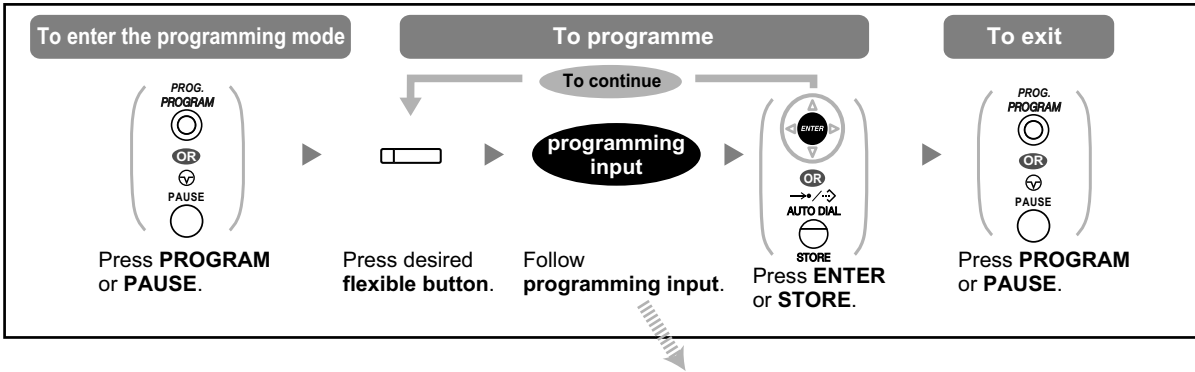 To enter the programming mode
To programme
To exit
To continue
PROG.
PROGRAM
OR
PAUSE
Press PROGRAM
or PAUSE.
Press desired
flexible button.
programming
input
Follow
programming input.
ENTER
OR
AUTO DIAL
STORE
Press ENTER
or STORE.
PROG.
PROGRAM
OR
PAUSE
Press PROGRAM
or PAUSE.